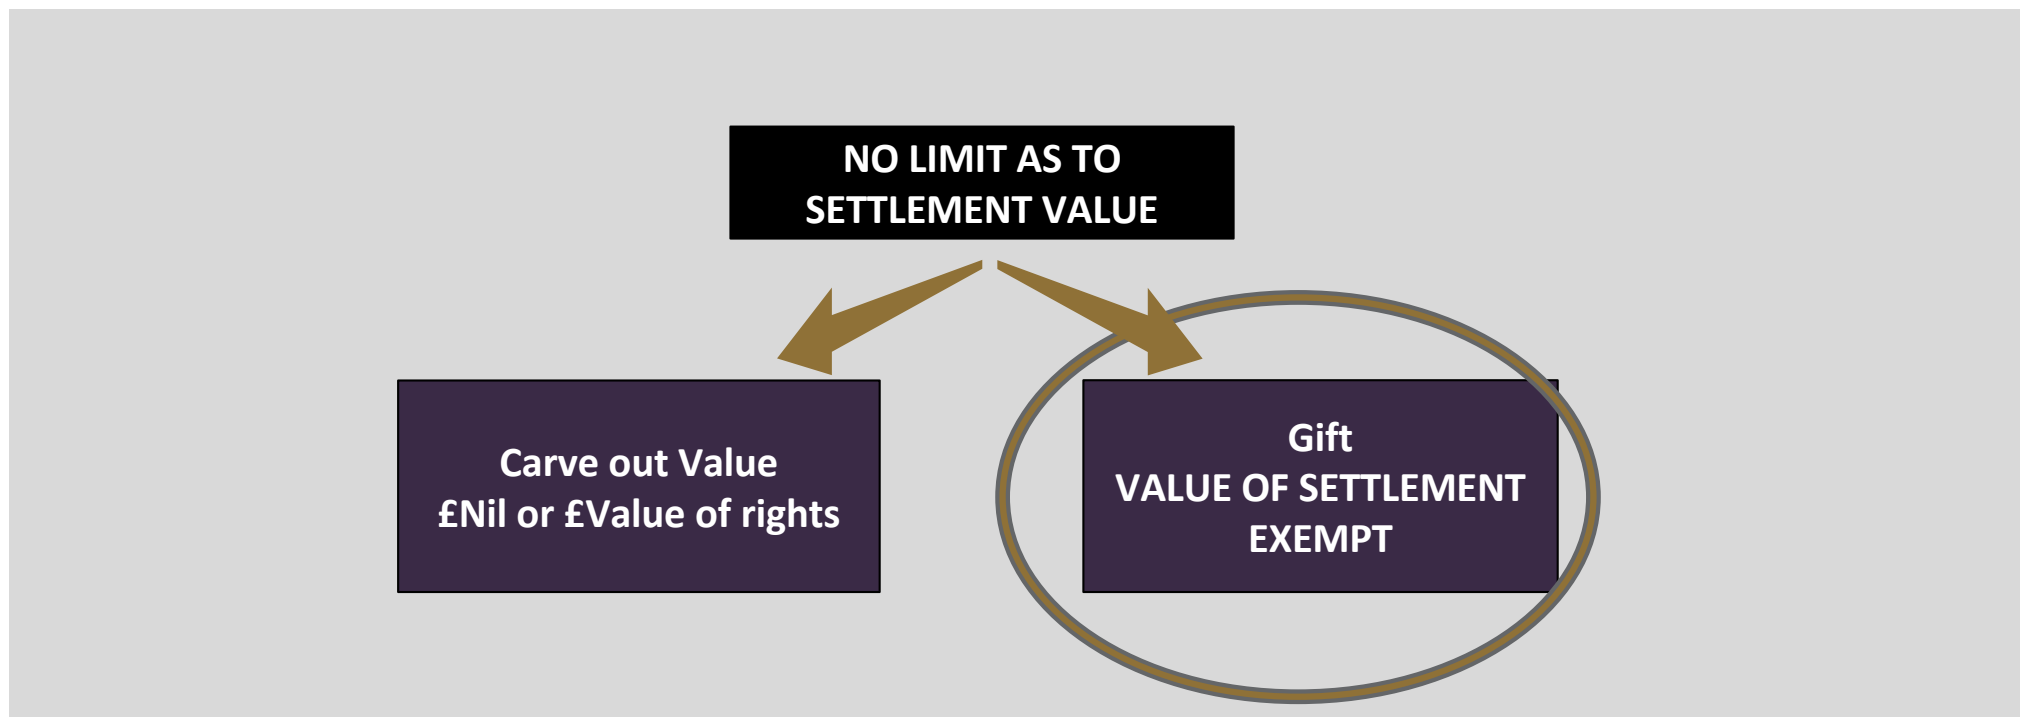 NO LIMIT AS TO
SETTLEMENT VALUE
Carve out Value
£Nil or £Value of rights
Gift
VALUE OF SETTLEMENT
EXEMPT